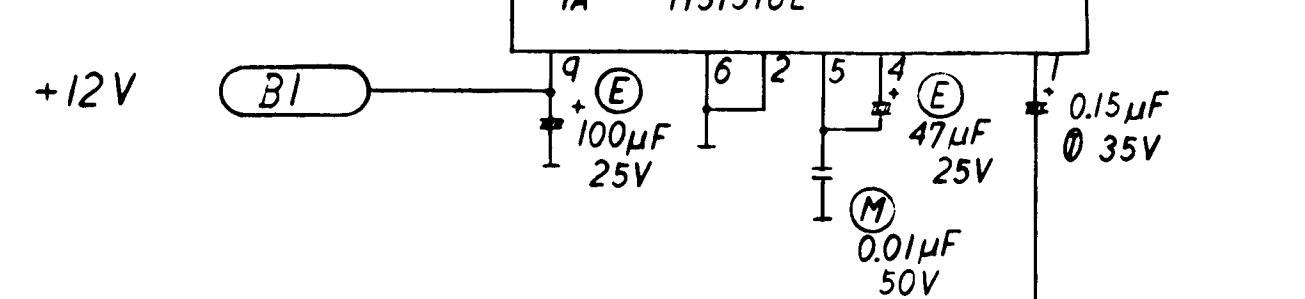 1A
+12V
B1
9
6
2
5
4
1
+
E
100µF
25V
+
E
47µF
25V
+
0.15µF
T 35V
M
0.01µF
50V